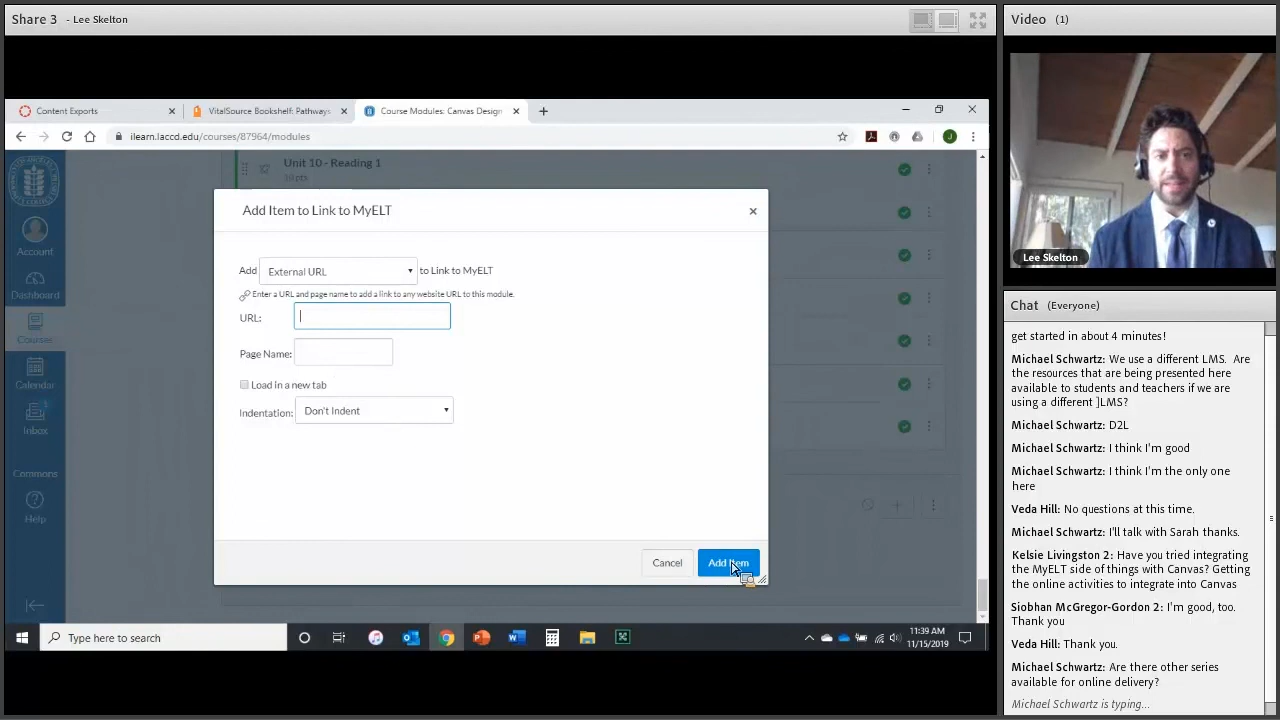 Share 3 - Lee Skelton
Content Exports
VitalSource Bookshelf: Pathways
Course Modules: Canvas Desig
ilearn.laccd.edu/courses/87964/modules
J
Unit 10 - Reading 1
10 pts
Account
Dashboard
Courses
Calendar
Inbox
Commons
Help
Add Item to Link to MyELT
Add External URL to Link to MyELT
Enter a URL and page name to add a link to any website URL to this module.
URL:
Page Name:
Load in a new tab
Indentation: Don't Indent
Cancel
Add Item
Type here to search
11:39 AM
11/15/2019
Video (1)
Lee Skelton
Chat (Everyone)
get started in about 4 minutes!
Michael Schwartz: We use a different LMS. Are
the resources that are being presented here
available to students and teachers if we are
using a different ]LMS?
Michael Schwartz: D2L
Michael Schwartz: I think I'm good
Michael Schwartz: I think I'm the only one
here
Veda Hill: No questions at this time.
Michael Schwartz: I'll talk with Sarah thanks.
Kelsie Livingston 2: Have you tried integrating
the MyELT side of things with Canvas? Getting
the online activities to integrate into Canvas
Siobhan McGregor-Gordon 2: I'm good, too.
Thank you
Veda Hill: Thank you.
Michael Schwartz: Are there other series
available for online delivery?
Michael Schwartz is typing...